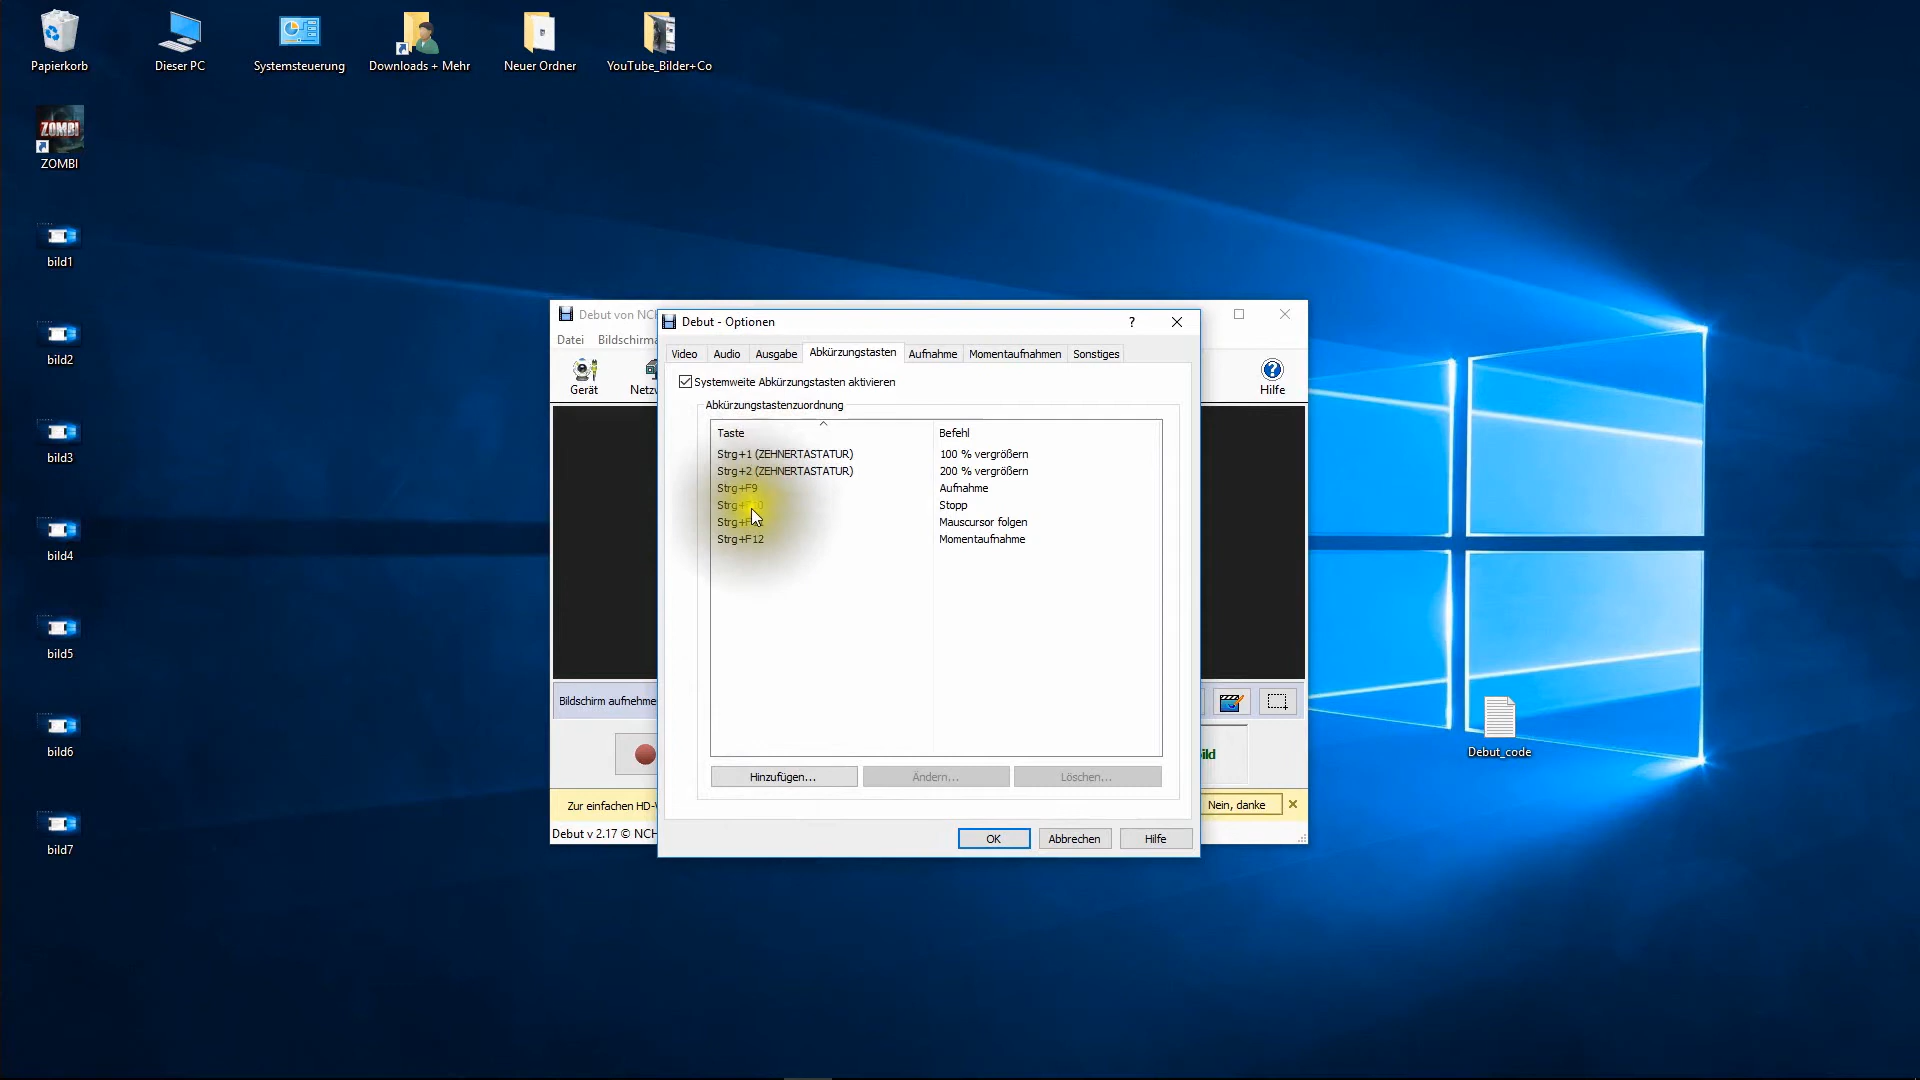 Papierkorb
Dieser PC
Systemsteuerung
Downloads + Mehr
Neuer Ordner
YouTube_Bilder+Co
ZOMBI
ZOMBI
bild1
bild2
bild3
bild4
bild5
bild6
bild7
Debut_code
Debut von NCH
Datei Bildschirma
Gerät
Netzw
Hilfe
Debut - Optionen
Video Audio Ausgabe Abkürzungstasten Aufnahme Momentaufnahmen Sonstiges
Systemweite Abkürzungstasten aktivieren
Abkürzungstastenzuordnung
Taste Befehl
Strg+1 (ZEHNERTASTATUR) 100 % vergrößern
Strg+2 (ZEHNERTASTATUR) 200 % vergrößern
Strg+F9 Aufnahme
Stopp
Mauscursor folgen
Strg+F12 Momentaufnahme
Hinzufügen... Ändern... Löschen...
OK Abbrechen Hilfe
Bildschirm aufnehme
ild
Zur einfachen HD-V
Nein, danke
Debut v 2.17 © NCH